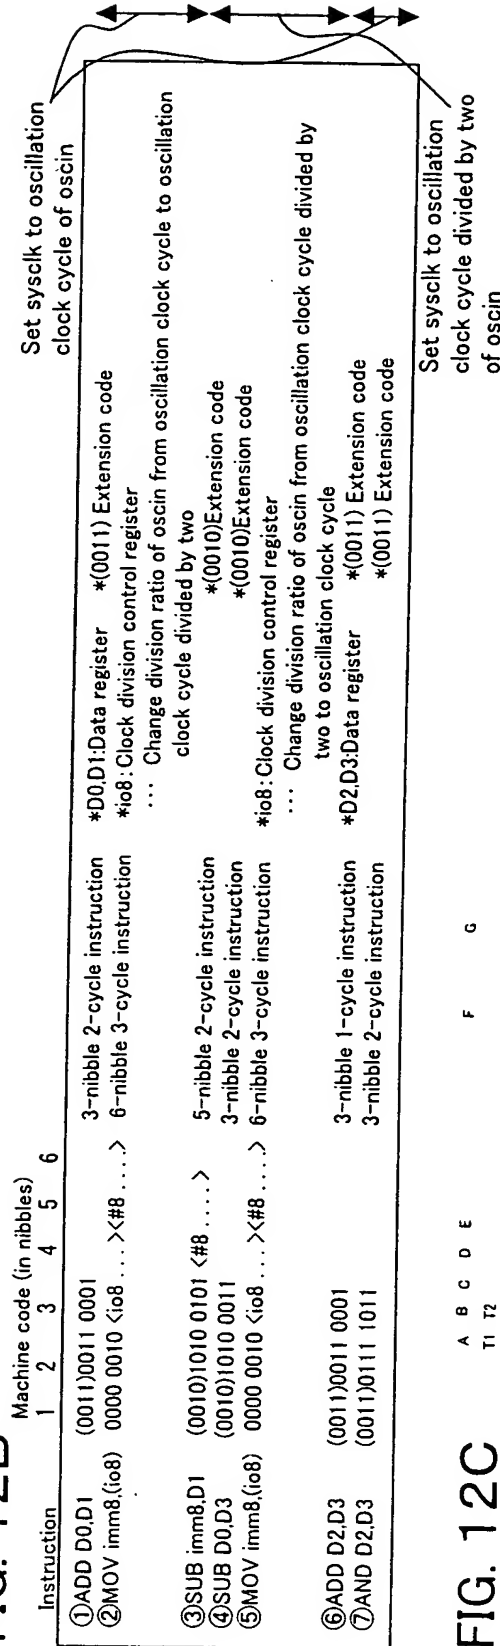 Instruction
Machine code (in nibbles)
1 2 3 4 5 6
①ADD D0,D1 (0011)0011 0001 3-nibble 2-cycle instruction *D0,D1:Data register *(0011) Extension code
②MOV imm8,(io8) 0000 0010 <io8 . . . . ><#8 . . . . .> 6-nibble 3-cycle instruction *io8:Clock division control register
… Change division ratio of oscin from oscillation clock cycle to oscillation
clock cycle divided by two
③SUB imm8,D1 (0010)1010 0101 <#8 . . . . .> 5-nibble 2-cycle instruction *(0010)Extension code
④SUB D0,D3 (0010)1010 0011 3-nibble 2-cycle instruction *(0010)Extension code
⑤MOV imm8,(io8) 0000 0010 <io8 . . . . ><#8 . . . . .> 6-nibble 3-cycle instruction *io8:Clock division control register
… Change division ratio of oscin from oscillation clock cycle divided by
two to oscillation clock cycle
⑥ADD D2,D3 (0011)0011 0001 3-nibble 1-cycle instruction *D2,D3:Data register *(0011) Extension code
⑦AND D2,D3 (0011)0111 1011 3-nibble 2-cycle instruction *(0011) Extension code
Set sysclk to oscillation
clock cycle of oscin
Set sysclk to oscillation
clock cycle divided by two
of oscin
FIG. 12C
A B C D E F G
T1 T2